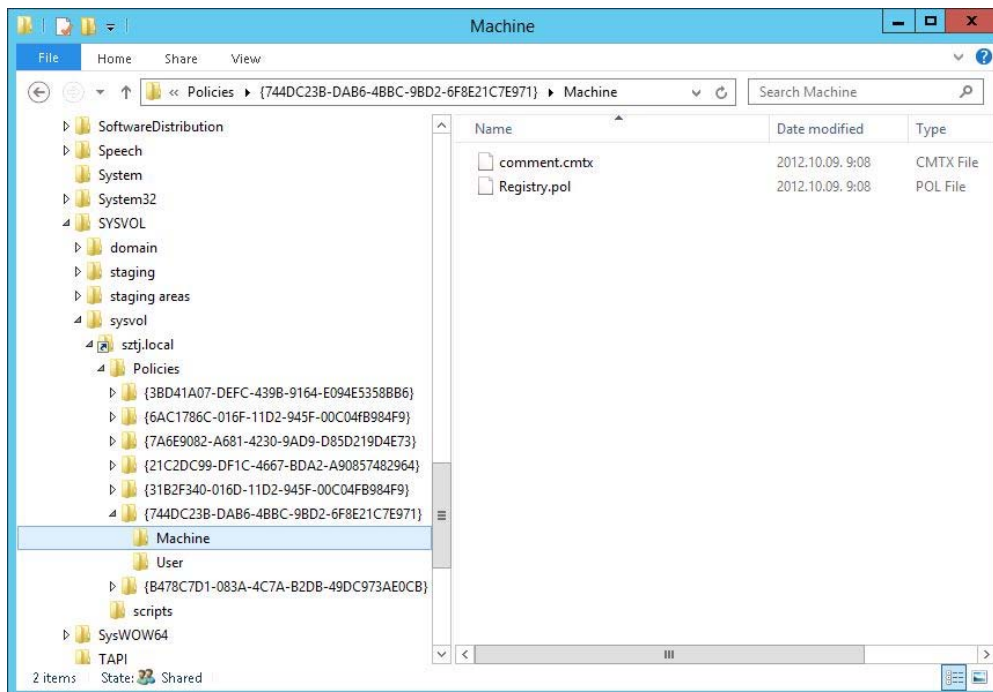 Machine
File Home Share View
« Policies {744DC23B-DAB6-4BBC-9BD2-6F8E21C7E971} Machine
Search Machine
SoftwareDistribution
Speech
System
System32
SYSVOL
domain
staging
staging areas
sysvol
sztj.local
Policies
{3BD41A07-DEFC-439B-9164-E094E5358BB6}
{6AC1786C-016F-11D2-945F-00C04fB984F9}
{7A6E9082-A681-4230-9AD9-D85D219D4E73}
{21C2DC99-DF1C-4667-BDA2-A90857482964}
{31B2F340-016D-11D2-945F-00C04FB984F9}
{744DC23B-DAB6-4BBC-9BD2-6F8E21C7E971}
Machine
User
{B478C7D1-083A-4C7A-B2DB-49DC973AE0CB}
scripts
SysWOW64
TAPI
Name Date modified Type
comment.cmtx 2012.10.09. 9:08 CMTX File
Registry.pol 2012.10.09. 9:08 POL File
2 items State: Shared